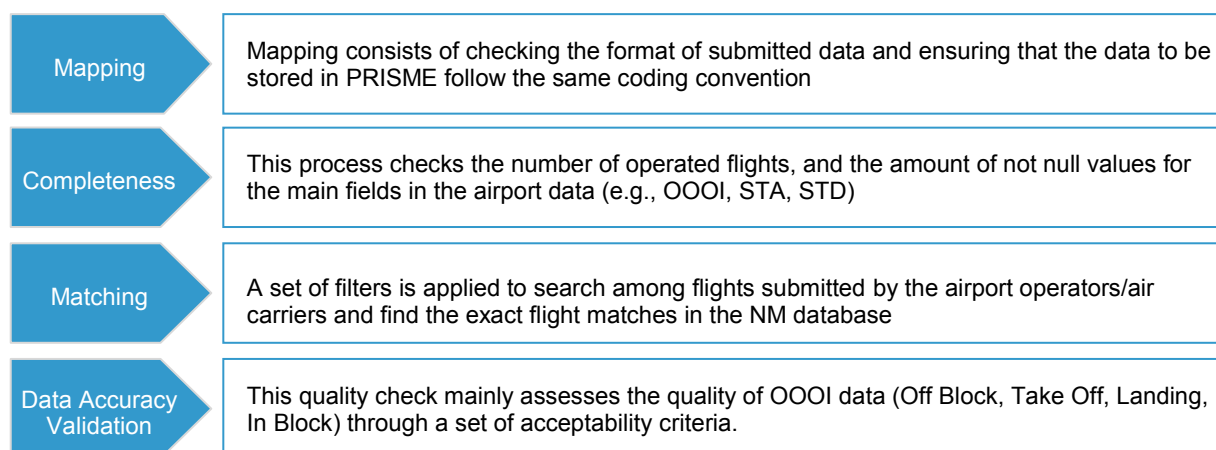 Mapping
Mapping consists of checking the format of submitted data and ensuring that the data to be
stored in PRISME follow the same coding convention
Completeness
This process checks the number of operated flights, and the amount of not null values for
the main fields in the airport data (e.g., OOOI, STA, STD)
Matching
A set of filters is applied to search among flights submitted by the airport operators/air
carriers and find the exact flight matches in the NM database
Data Accuracy
Validation
This quality check mainly assesses the quality of OOOI data (Off Block, Take Off, Landing,
In Block) through a set of acceptability criteria.